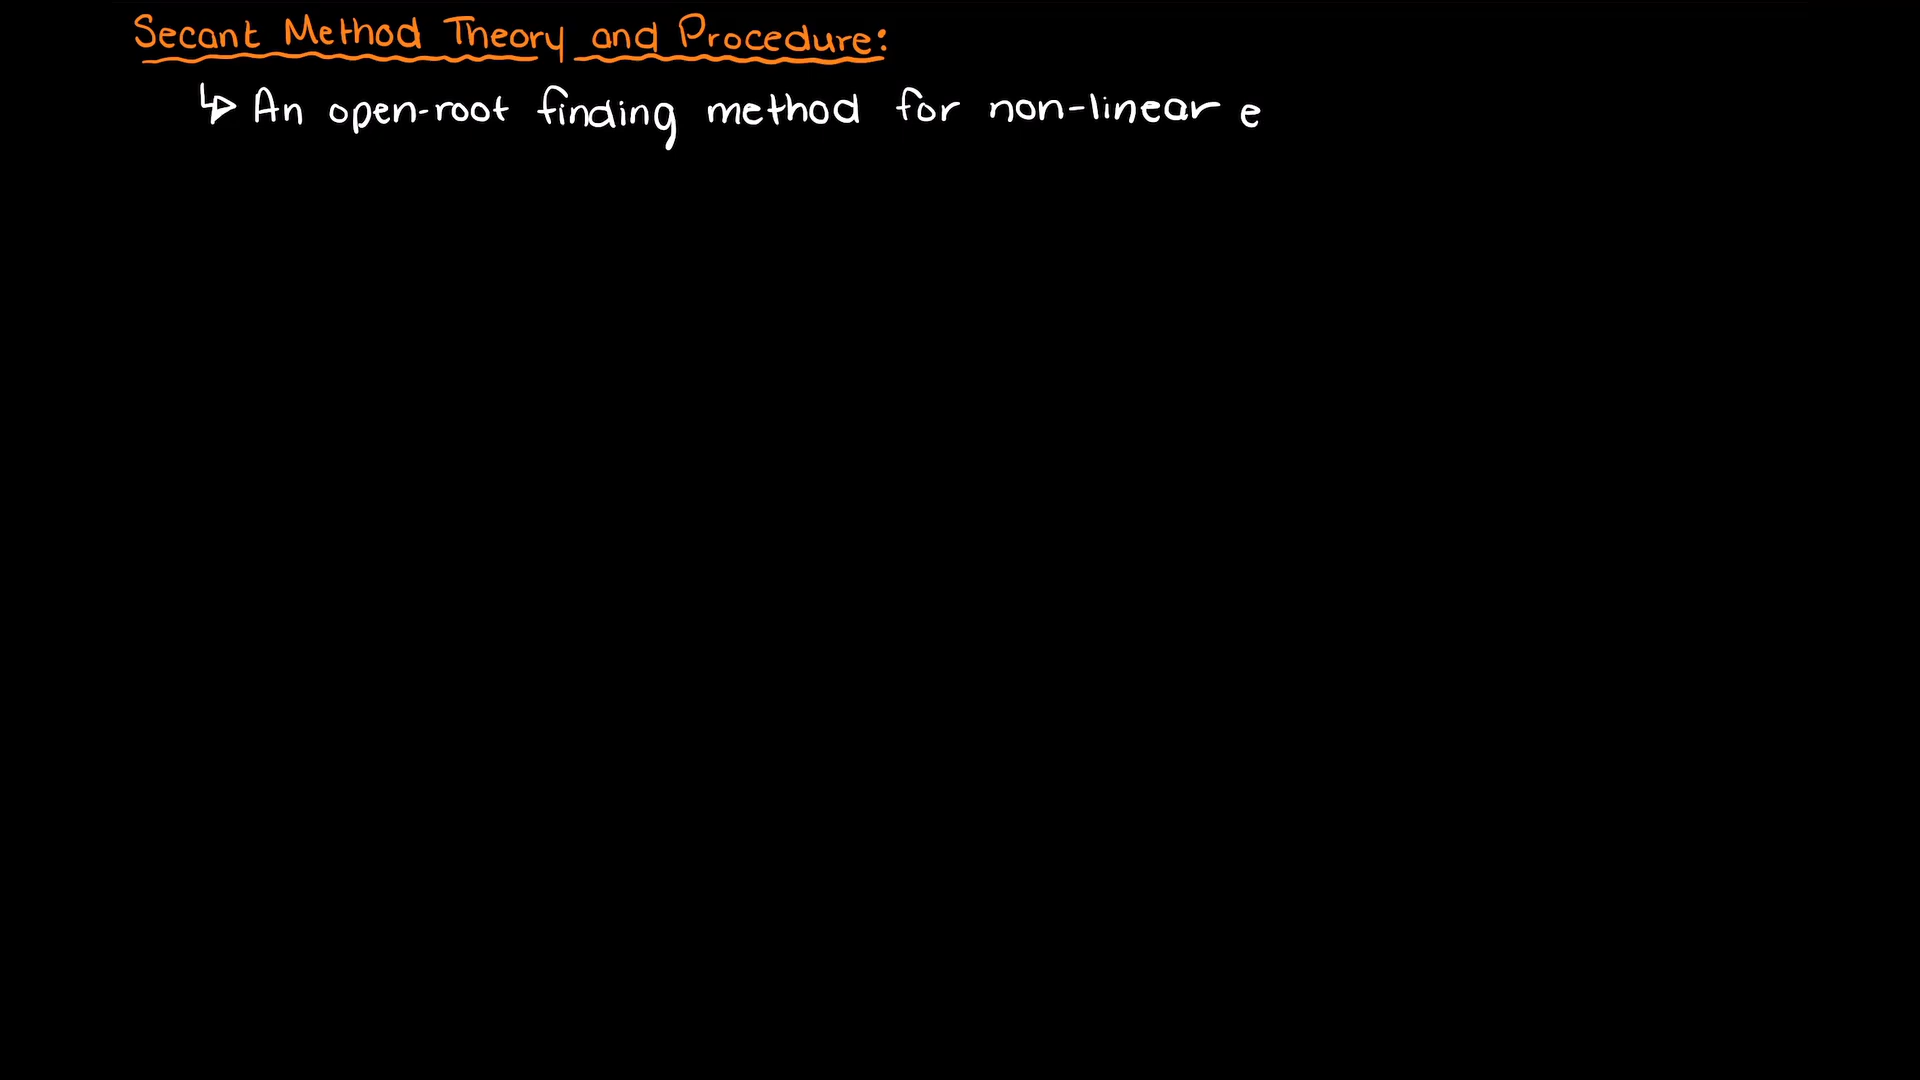 Secant Method Theory and Procedure:
↳ An open-root finding method for non-linear e